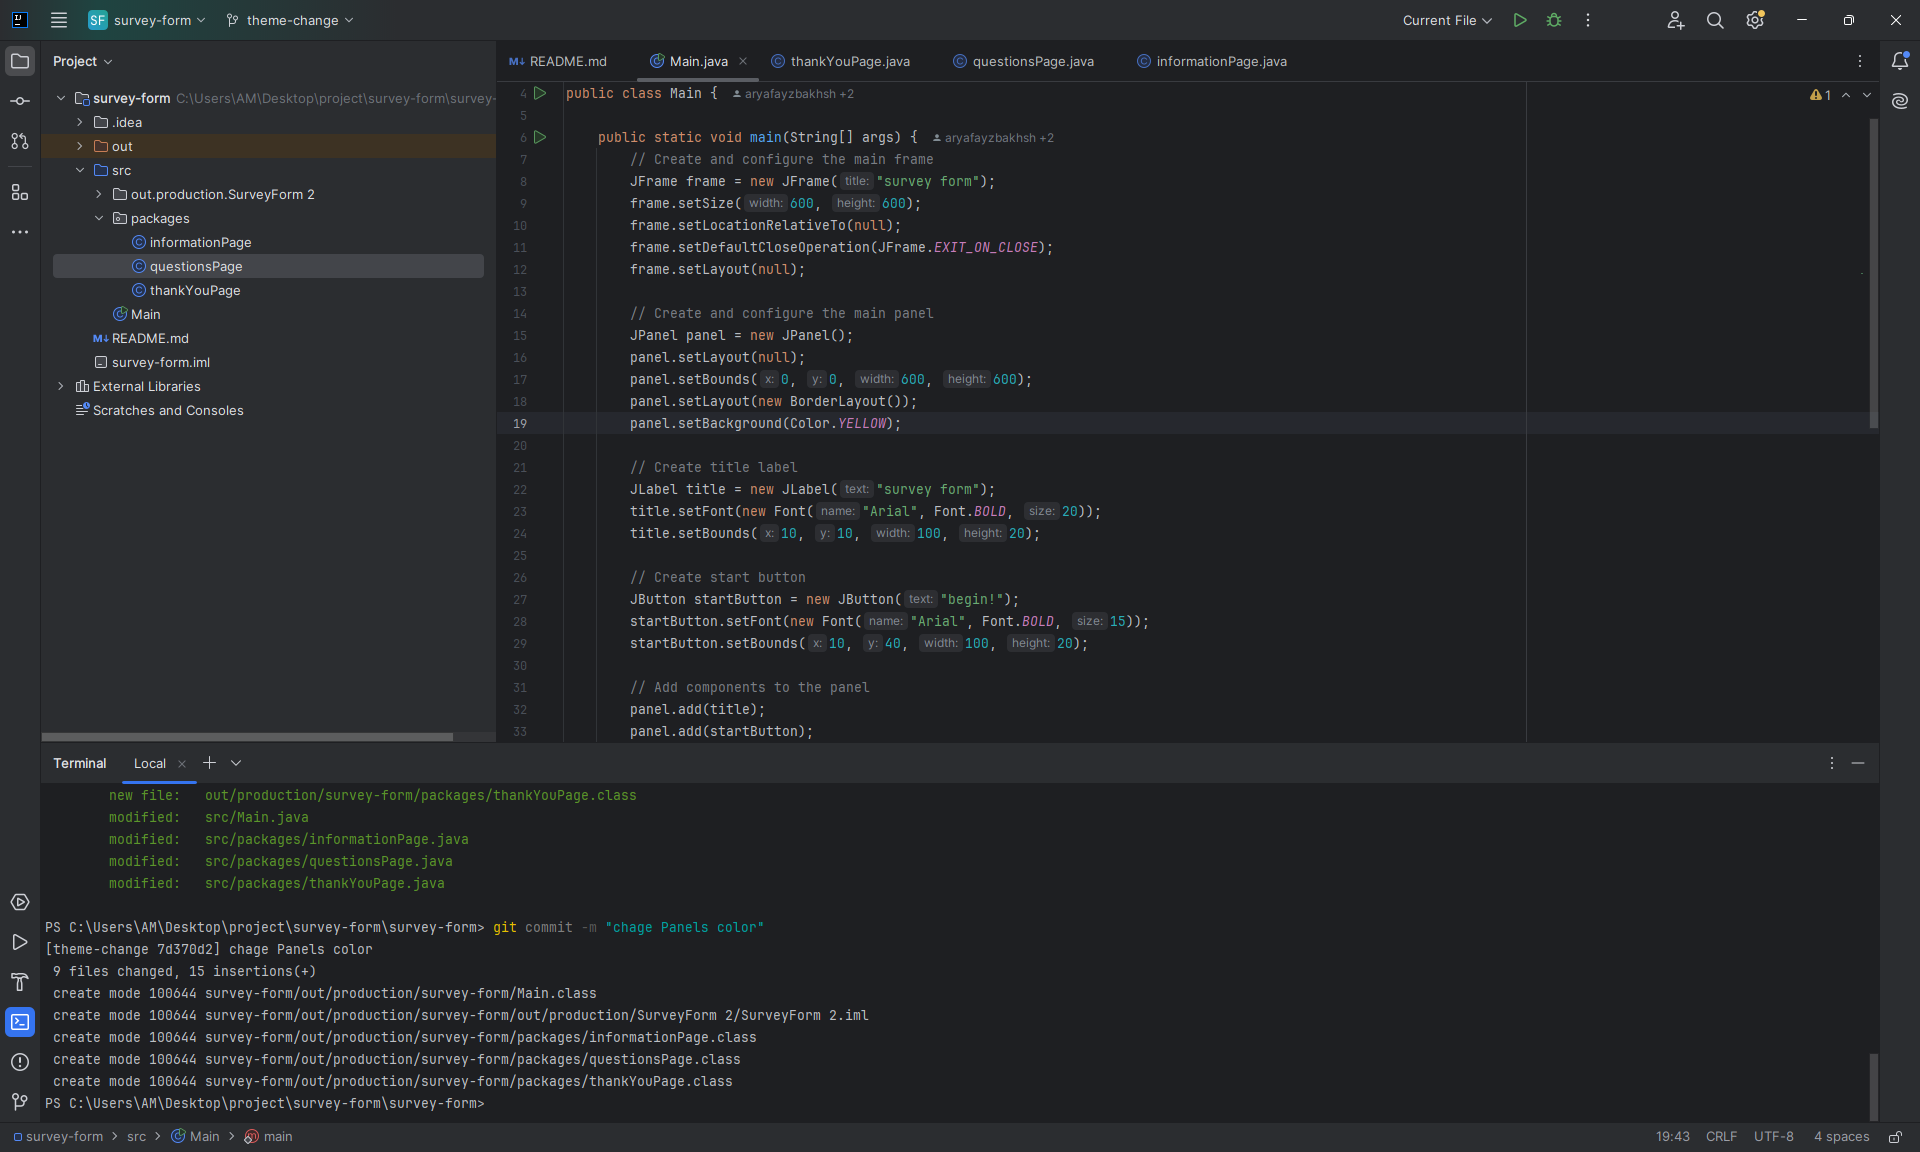 SF survey-form theme-change Current File
Project
README.md Main.java thankYouPage.java questionsPage.java informationPage.java
survey-form C:\Users\AM\Desktop\project\survey-form\survey-
.idea
out
src
out.production.SurveyForm 2
packages
informationPage
questionsPage
thankYouPage
Main
README.md
survey-form.iml
External Libraries
Scratches and Consoles
4 public class Main { aryafayzbakhsh +2
1
5
6 public static void main(String[] args) { aryafayzbakhsh +2
7 // Create and configure the main frame
8 JFrame frame = new JFrame( title: "survey form");
9 frame.setSize( width: 600, height: 600);
10 frame.setLocationRelativeTo(null);
11 frame.setDefaultCloseOperation(JFrame.EXIT_ON_CLOSE);
12 frame.setLayout(null);
13
14 // Create and configure the main panel
15 JPanel panel = new JPanel();
16 panel.setLayout(null);
17 panel.setBounds( x: 0, y: 0, width: 600, height: 600);
18 panel.setLayout(new BorderLayout());
19 panel.setBackground(Color.YELLOW);
20
21 // Create title label
22 JLabel title = new JLabel( text: "survey form");
23 title.setFont(new Font( name: "Arial", Font.BOLD, size: 20));
24 title.setBounds( x: 10, y: 10, width: 100, height: 20);
25
26 // Create start button
27 JButton startButton = new JButton( text: "begin!");
28 startButton.setFont(new Font( name: "Arial", Font.BOLD, size: 15));
29 startButton.setBounds( x: 10, y: 40, width: 100, height: 20);
30
31 // Add components to the panel
32 panel.add(title);
33 panel.add(startButton);
Terminal Local
new file: out/production/survey-form/packages/thankYouPage.class
modified: src/Main.java
modified: src/packages/informationPage.java
modified: src/packages/questionsPage.java
modified: src/packages/thankYouPage.java
PS C:\Users\AM\Desktop\project\survey-form\survey-form> git commit -m "chage Panels color"
[theme-change 7d370d2] chage Panels color
9 files changed, 15 insertions(+)
create mode 100644 survey-form/out/production/survey-form/Main.class
create mode 100644 survey-form/out/production/survey-form/out/production/SurveyForm 2/SurveyForm 2.iml
create mode 100644 survey-form/out/production/survey-form/packages/informationPage.class
create mode 100644 survey-form/out/production/survey-form/packages/questionsPage.class
create mode 100644 survey-form/out/production/survey-form/packages/thankYouPage.class
PS C:\Users\AM\Desktop\project\survey-form\survey-form>
survey-form > src > Main > main 19:43 CRLF UTF-8 4 spaces